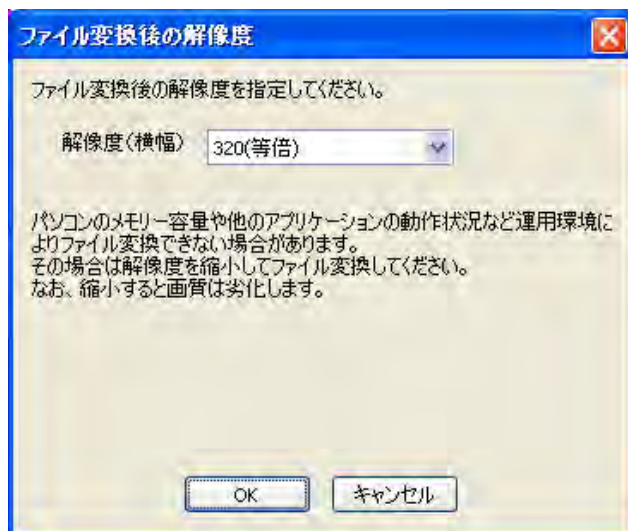 ファイル変換後の解像度
ファイル変換後の解像度を指定してください。
解像度(横幅) 320(等倍)
パソコンのメモリー容量や他のアプリケーションの動作状況など運用環境に
よりファイル変換できない場合があります。
その場合は解像度を縮小してファイル変換してください。
なお、縮小すると画質は劣化します。
OK キャンセル